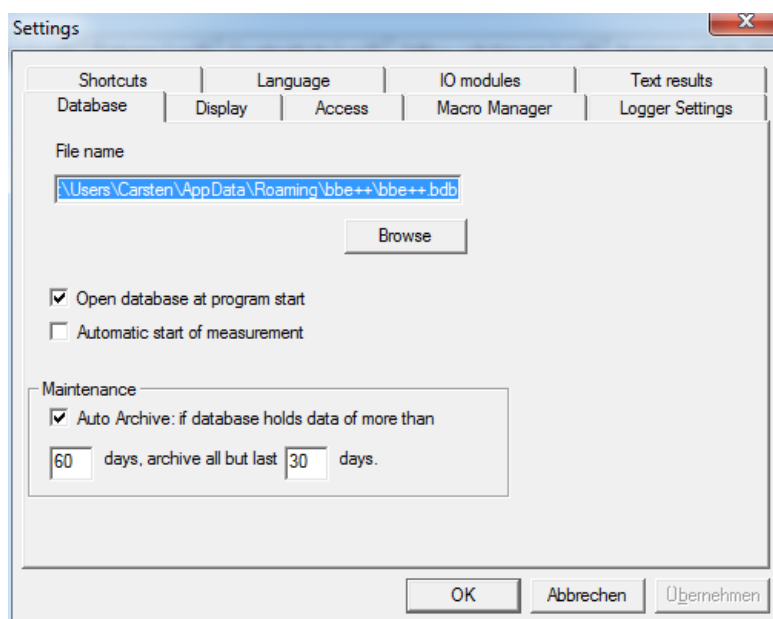 Settings
Shortcuts Language IO modules Text results
Database Display Access Macro Manager Logger Settings
File name
:\Users\Carsten\AppData\Roaming\bbe++\bbe++.bdb
Browse
Open database at program start
Automatic start of measurement
Maintenance
Auto Archive: if database holds data of more than
60 days, archive all but last 30 days.
OK Abbrechen Übernehmen